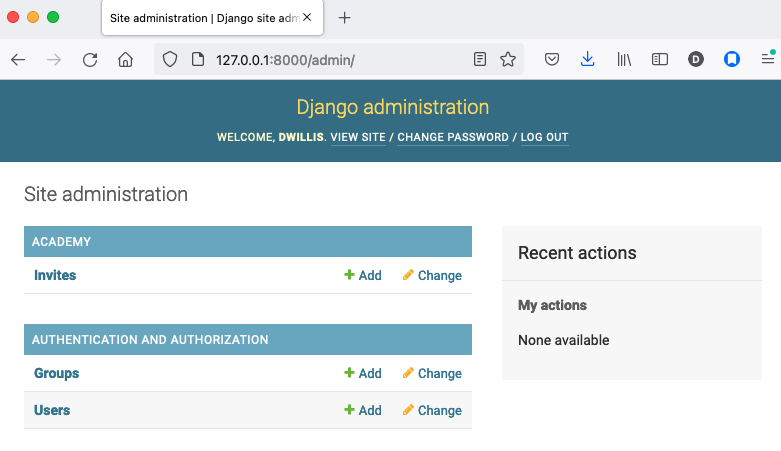 Site administration | Django site adm
127.0.0.1:8000/admin/
D
Django administration
WELCOME, DWILLIS. VIEW SITE / CHANGE PASSWORD / LOG OUT
Site administration
ACADEMY
Invites Add Change
AUTHENTICATION AND AUTHORIZATION
Groups Add Change
Users Add Change
Recent actions
My actions
None available